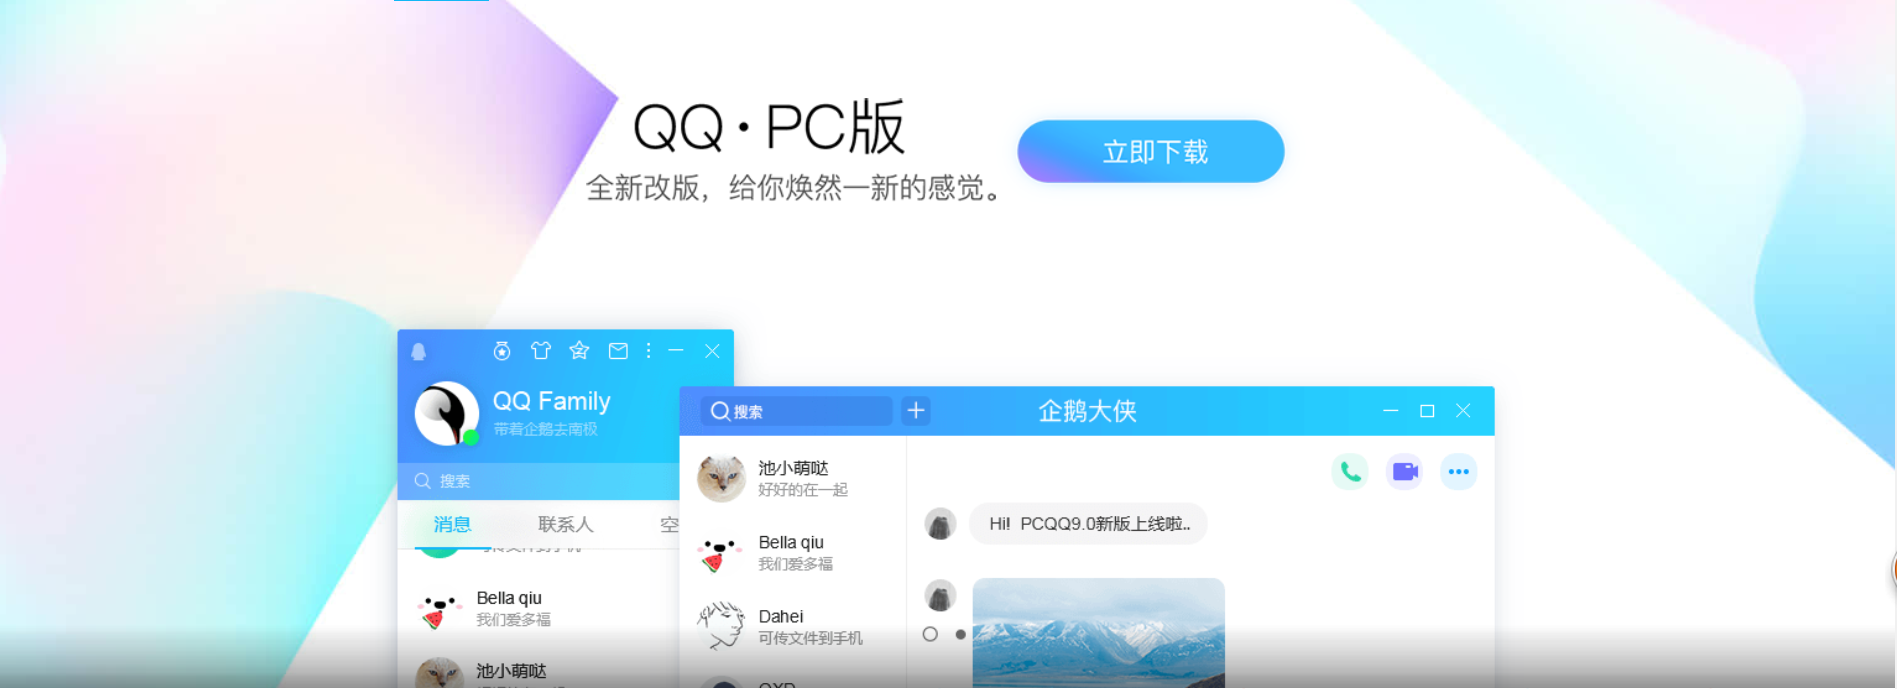 QQ·PC版
立即下载
全新改版，给你焕然一新的感觉。
QQ Family
带着企鹅去南极
搜索
消息
联系人
空
Bella qiu
我们爱多福
池小萌哒
搜索
企鹅大侠
池小萌哒
好好的在一起
Bella qiu
我们爱多福
Dahei
可传文件到手机
Hi! PCQQ9.0新版上线啦..